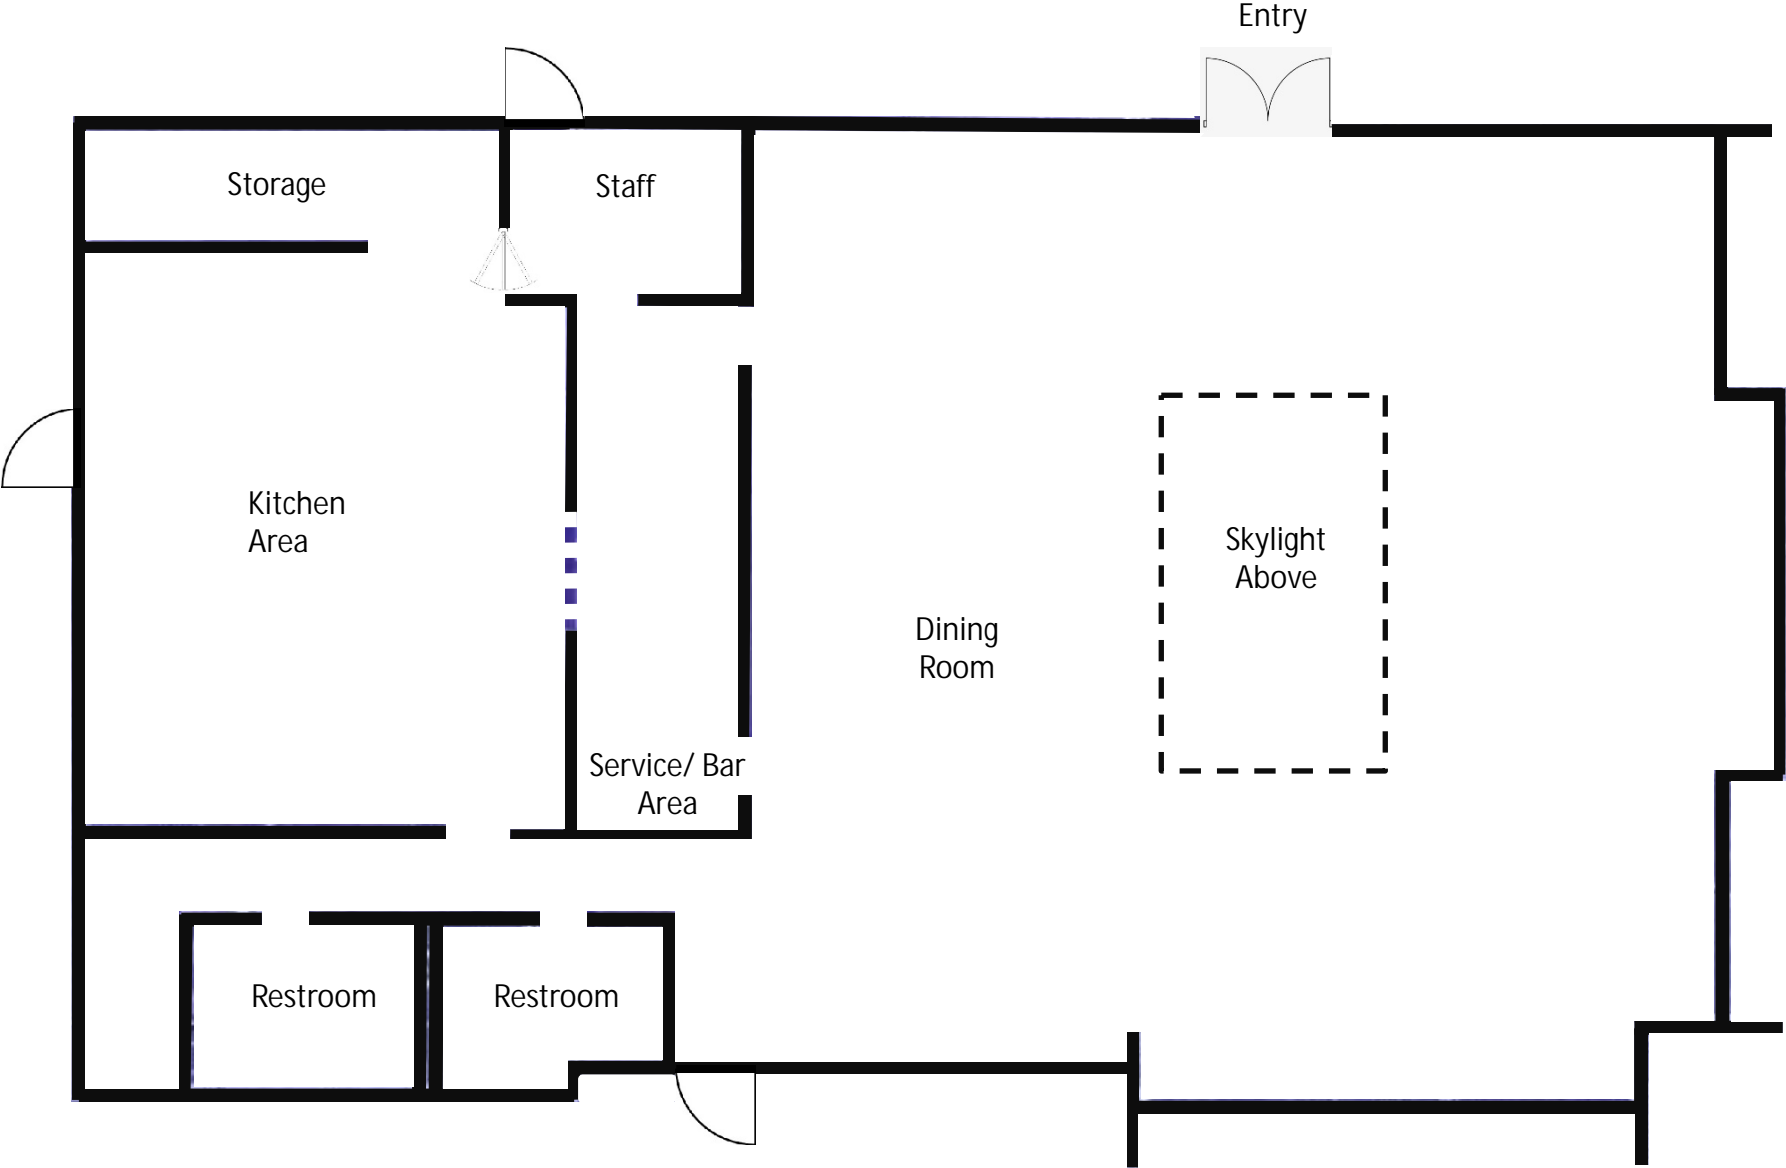 Entry
Storage
Staff
Kitchen
Area
Skylight
Above
Dining
Room
Service/ Bar
Area
Restroom
Restroom